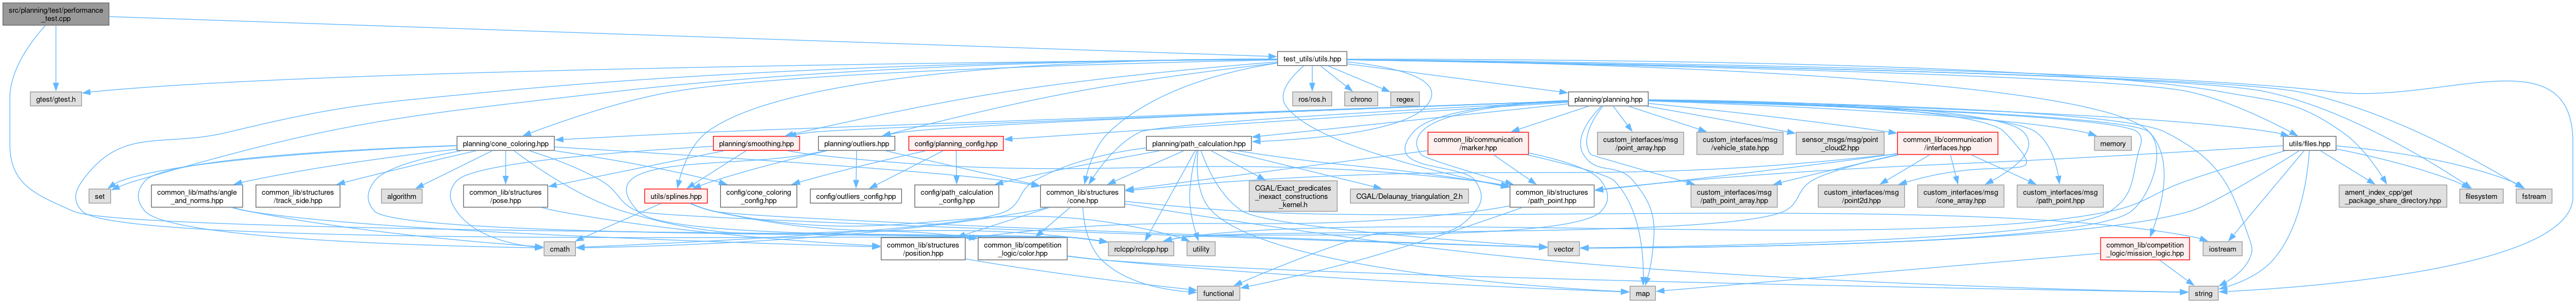 src/planning/test/performance
_test.cpp
test_utils/utils.hpp
gtest/gtest.h
ros/ros.h
chrono
regex
planning/planning.hpp
planning/cone_coloring.hpp
planning/smoothing.hpp
planning/outliers.hpp
config/planning_config.hpp
planning/path_calculation.hpp
common_lib/communication
/marker.hpp
custom_interfaces/msg
/point_array.hpp
custom_interfaces/msg
/vehicle_state.hpp
sensor_msgs/msg/point
_cloud2.hpp
common_lib/communication
/interfaces.hpp
memory
utils/files.hpp
set
common_lib/maths/angle
_and_norms.hpp
common_lib/structures
/track_side.hpp
algorithm
common_lib/structures
/pose.hpp
utils/splines.hpp
config/cone_coloring
_config.hpp
config/outliers_config.hpp
config/path_calculation
_config.hpp
common_lib/structures
/cone.hpp
CGAL/Exact_predicates
_inexact_constructions
_kernel.h
CGAL/Delaunay_triangulation_2.h
common_lib/structures
/path_point.hpp
custom_interfaces/msg
/path_point_array.hpp
custom_interfaces/msg
/point2d.hpp
custom_interfaces/msg
/cone_array.hpp
custom_interfaces/msg
/path_point.hpp
ament_index_cpp/get
_package_share_directory.hpp
filesystem
fstream
cmath
common_lib/structures
/position.hpp
common_lib/competition
_logic/color.hpp
rclcpp/rclcpp.hpp
utility
vector
common_lib/competition
_logic/mission_logic.hpp
iostream
functional
map
string